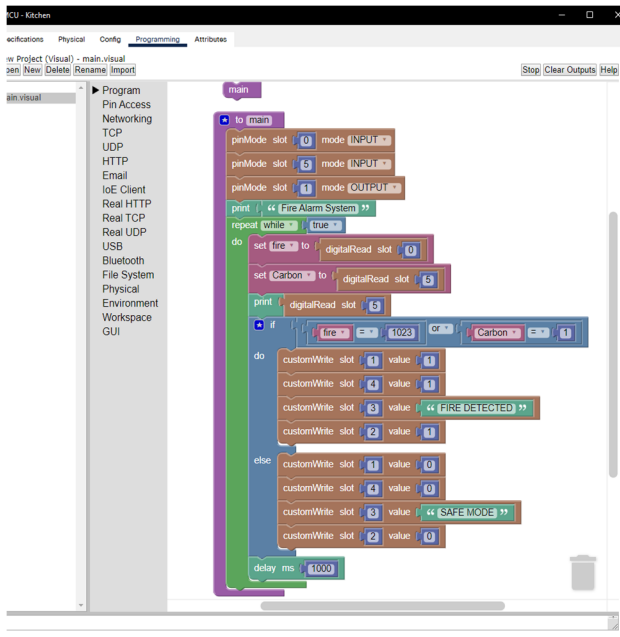 MCU - Kitchen
ecifications Physical Config Programming Attributes
ew Project (Visual) - main.visual
pen New Delete Rename Import Stop Clear Outputs Help
ain.visual
Program
Pin Access
Networking
TCP
UDP
HTTP
Email
IoE Client
Real HTTP
Real TCP
Real UDP
USB
Bluetooth
File System
Physical
Environment
Workspace
GUI
main
to main
pinMode slot 0 mode INPUT
pinMode slot 5 mode INPUT
pinMode slot 1 mode OUTPUT
print “ Fire Alarm System ”
repeat while true
do set fire to digitalRead slot 0
set Carbon to digitalRead slot 5
print digitalRead slot 5
if fire = 1023 or Carbon = 1
do customWrite slot 1 value 1
customWrite slot 4 value 1
customWrite slot 3 value “ FIRE DETECTED ”
customWrite slot 2 value 1
else customWrite slot 1 value 0
customWrite slot 4 value 0
customWrite slot 3 value “ SAFE MODE ”
customWrite slot 2 value 0
delay ms 1000